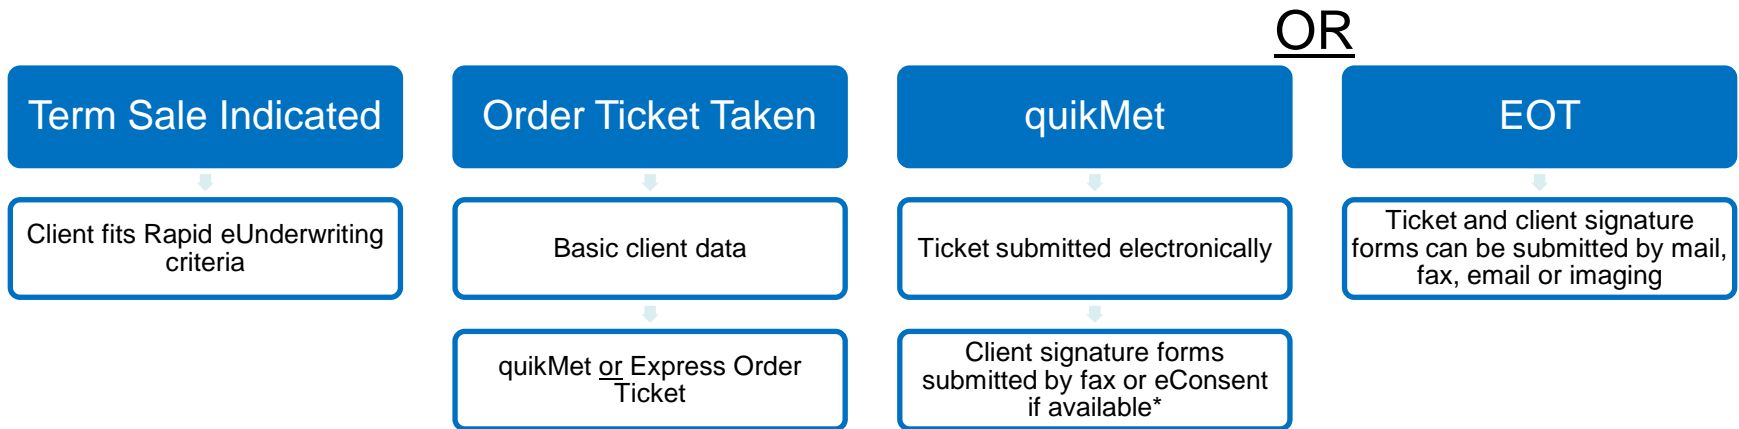 OR
Term Sale Indicated
Client fits Rapid eUnderwriting
criteria
Order Ticket Taken
Basic client data
quikMet or Express Order
Ticket
quikMet
Ticket submitted electronically
Client signature forms
submitted by fax or eConsent
if available*
EOT
Ticket and client signature
forms can be submitted by mail,
fax, email or imaging